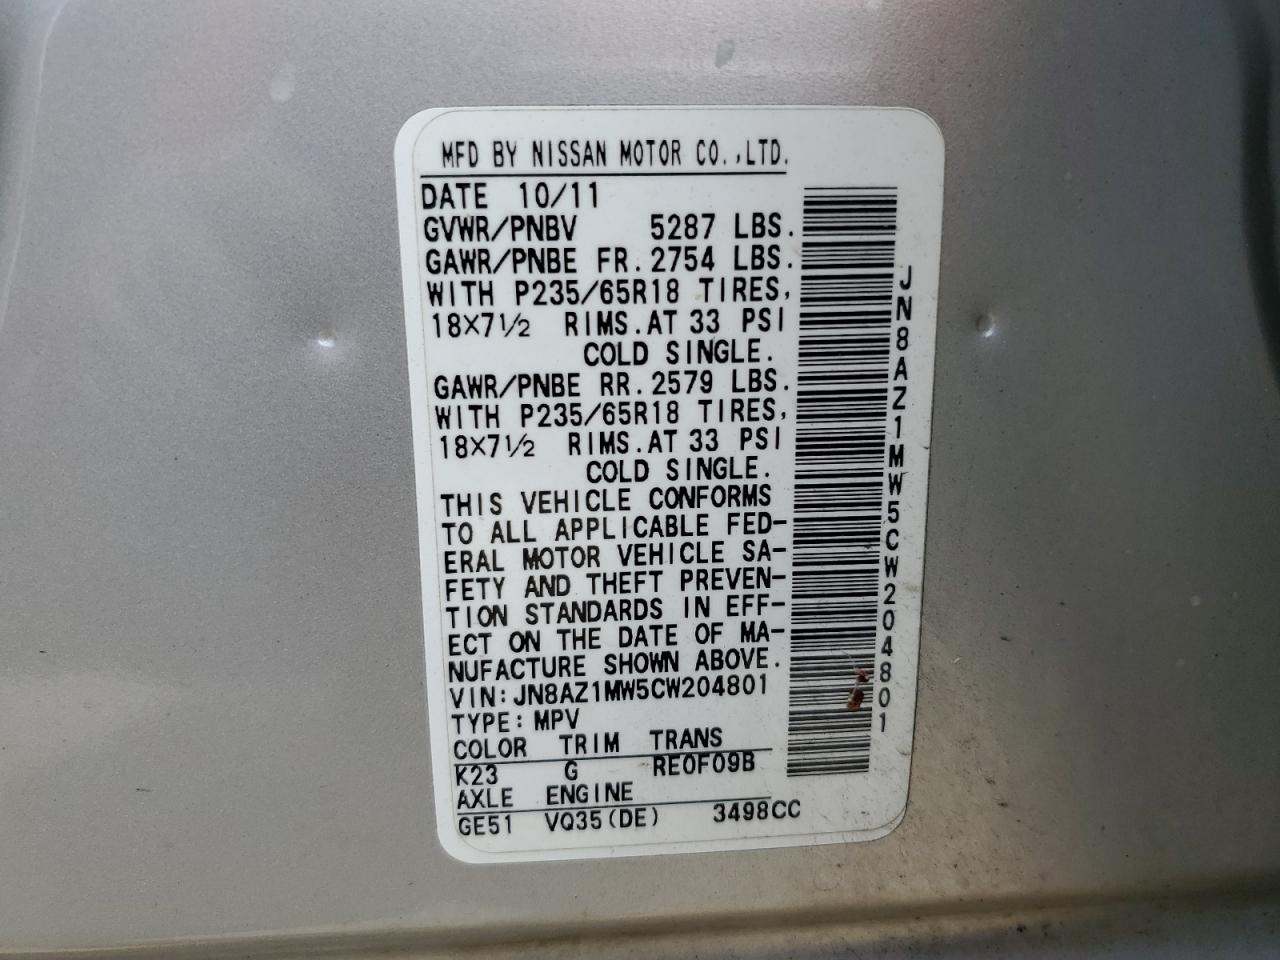 MFD BY NISSAN MOTOR CO.,LTD.
DATE 10/11
GVWR/PNBV 5287 LBS.
GAWR/PNBE FR.2754 LBS.
WITH P235/65R18 TIRES,
18X7½ RIMS.AT 33 PSI
COLD SINGLE.
GAWR/PNBE RR.2579 LBS.
WITH P235/65R18 TIRES,
18X7½ RIMS.AT 33 PSI
COLD SINGLE.
THIS VEHICLE CONFORMS
TO ALL APPLICABLE FED-
ERAL MOTOR VEHICLE SA-
FETY AND THEFT PREVEN-
TION STANDARDS IN EFF-
ECT ON THE DATE OF MA-
NUFACTURE SHOWN ABOVE.
VIN:JN8AZ1MW5CW204801
TYPE:MPV
COLOR TRIM TRANS
K23 G RE0F09B
AXLE ENGINE
GE51 VQ35(DE) 3498CC
JN8AZ1MW5CW204801